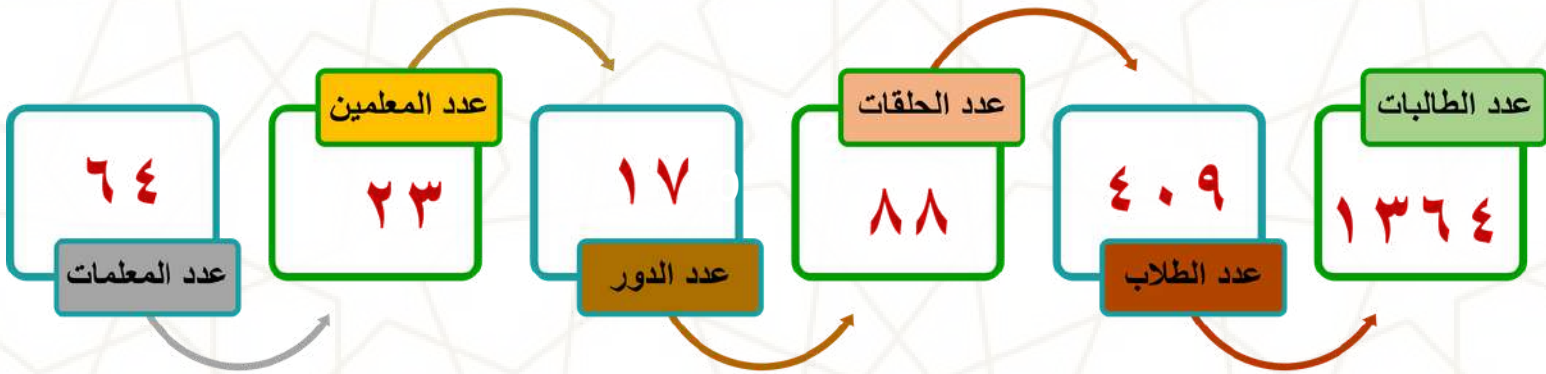 عدد الطالبات
١٣٦٤
٤٠٩
عدد الطلاب
عدد الحلقات
٨٨
١٧
عدد الدور
عدد المعلمين
٢٣
٦٤
عدد المعلمات